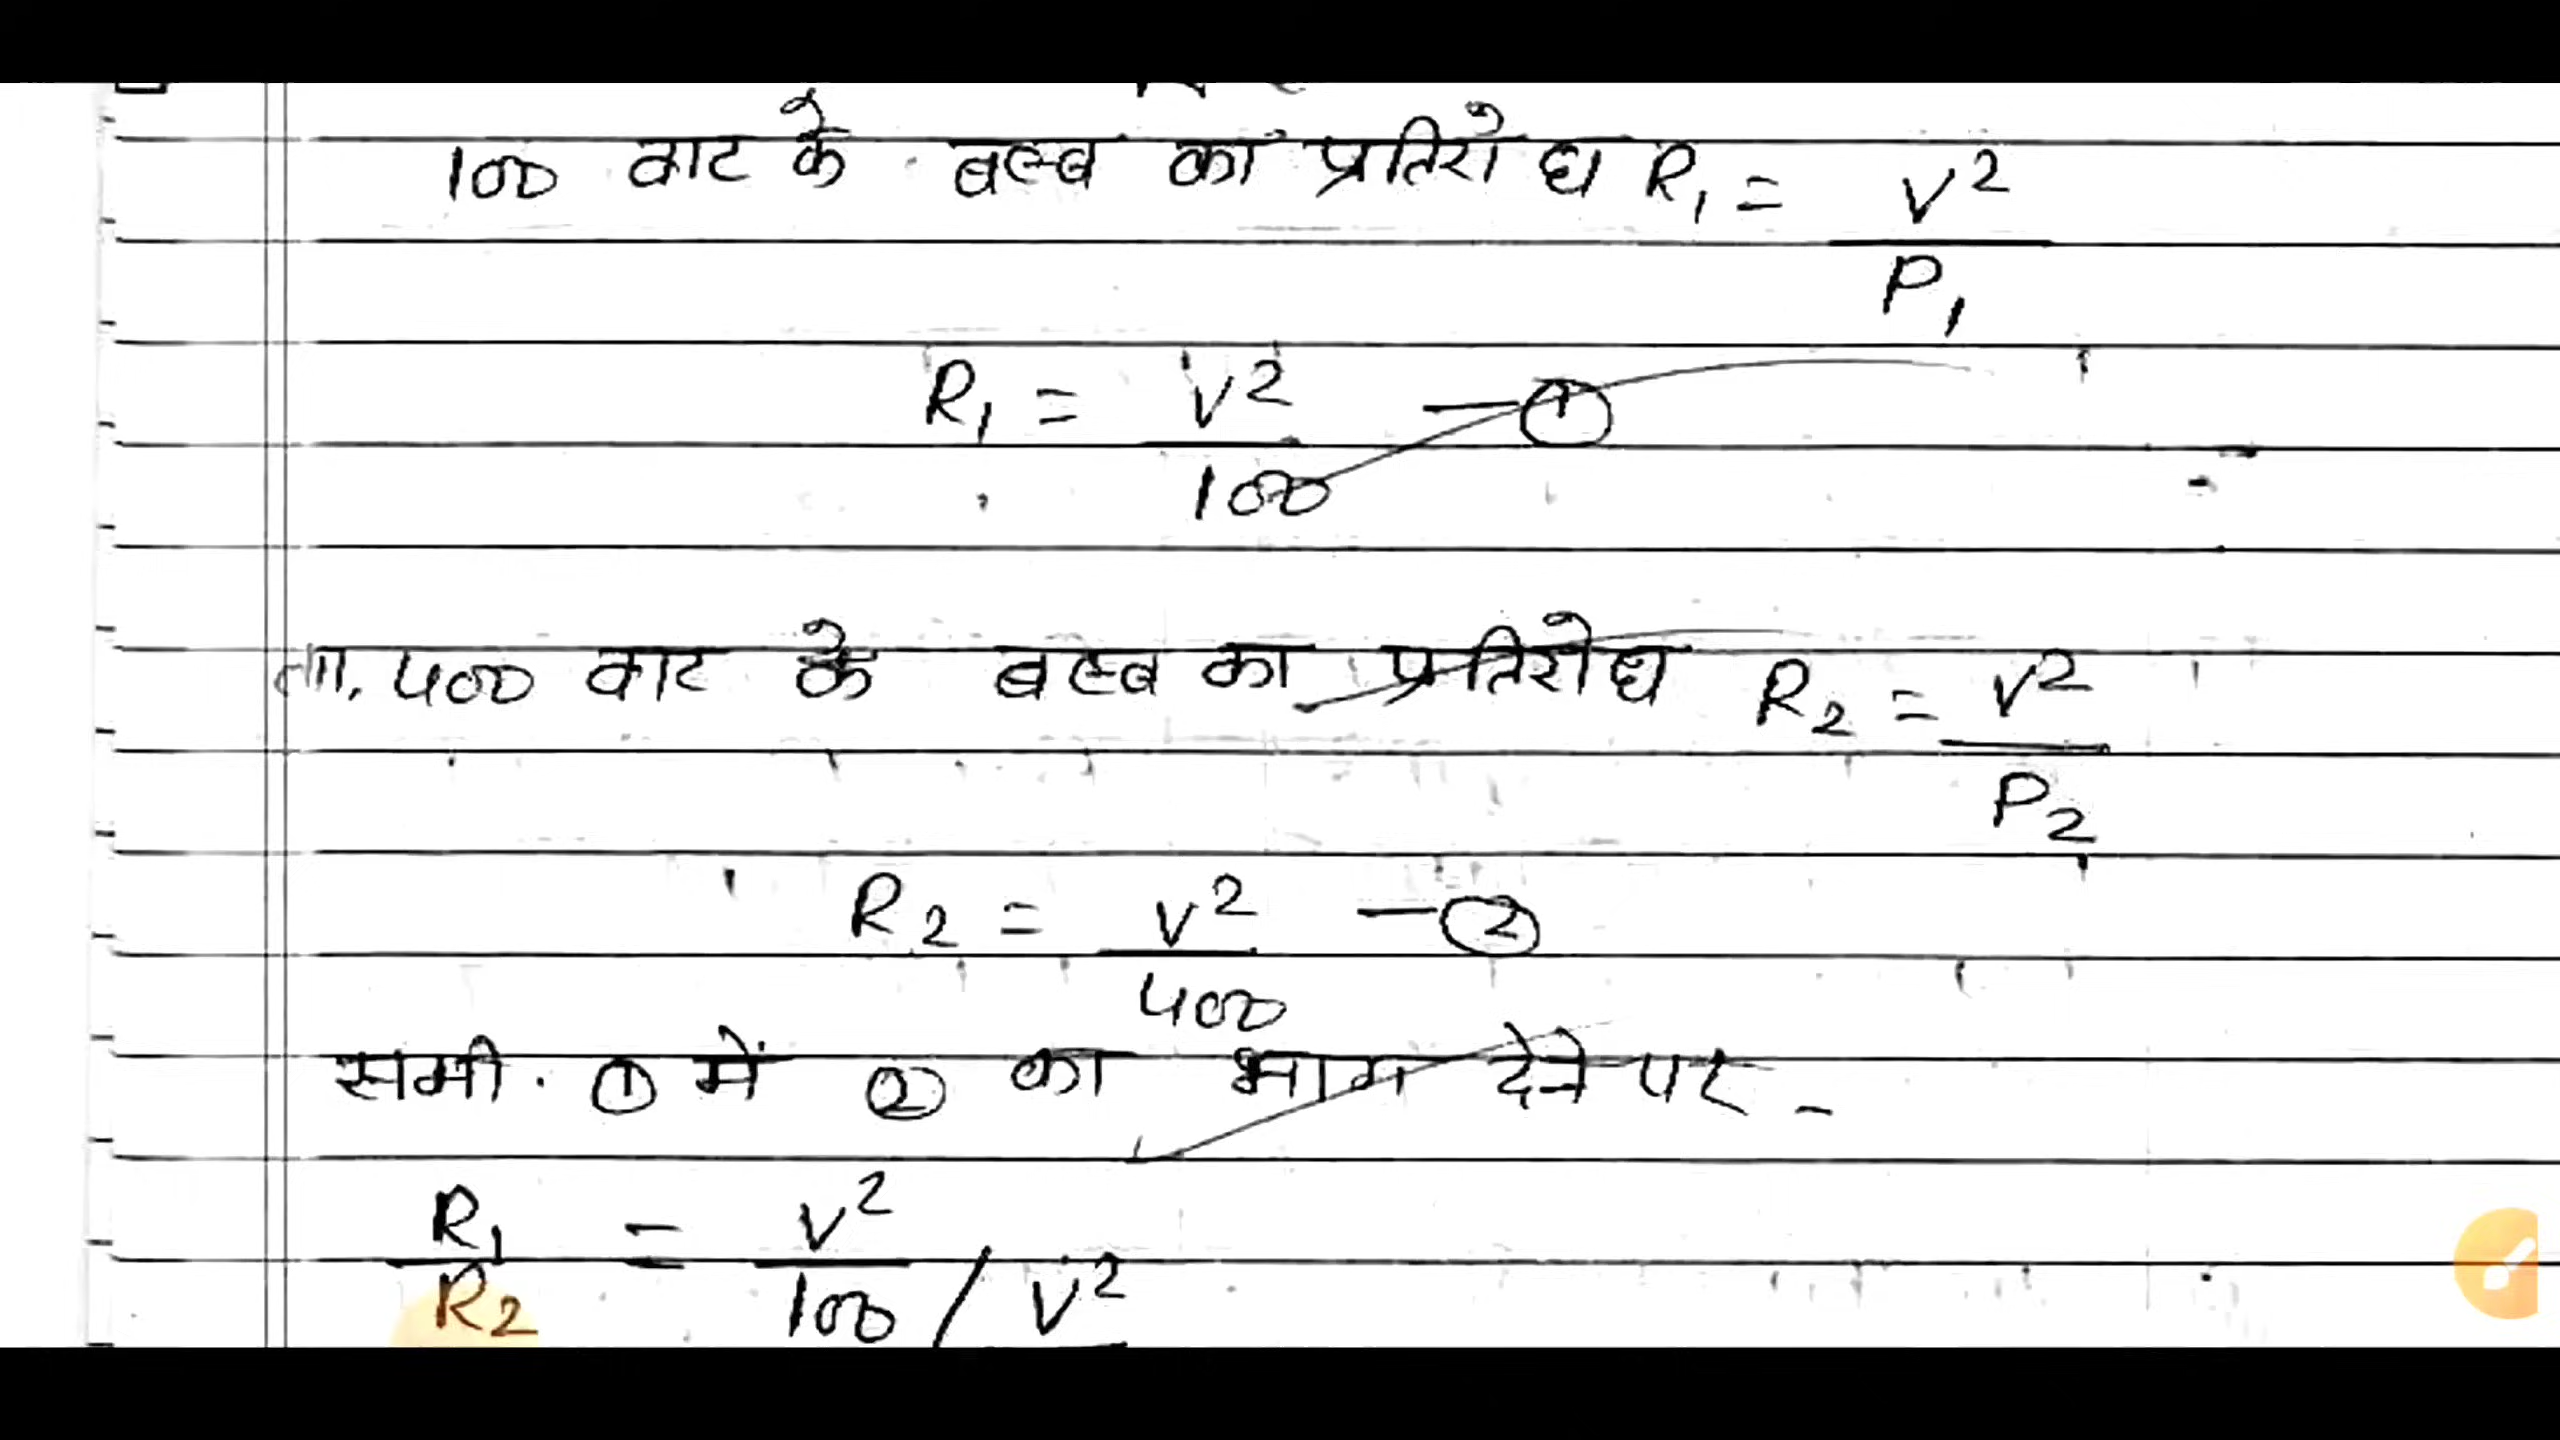 100 वाट के बल्ब का प्रतिरोध R₁ = V²
P₁
R₁ = V² — ①
100
400 वाट के बल्ब का प्रतिरोध R₂ = V²
P₂
R₂ = V² — ②
400
समी. ① में ② का भाग देने पर -
R₁ = V²
R₂ 100 / V²